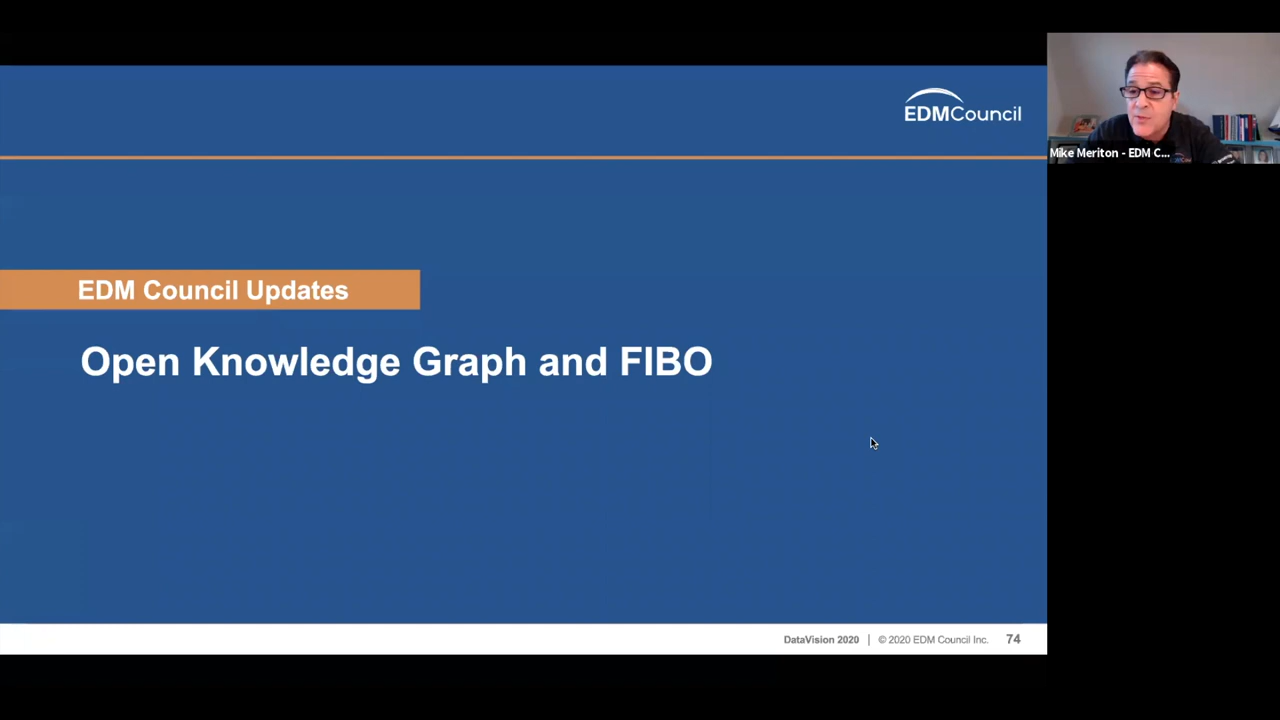 EDMCouncil
Mike Meriton - EDM C...
EDM Council Updates
Open Knowledge Graph and FIBO
DataVision 2020 | © 2020 EDM Council Inc. 74